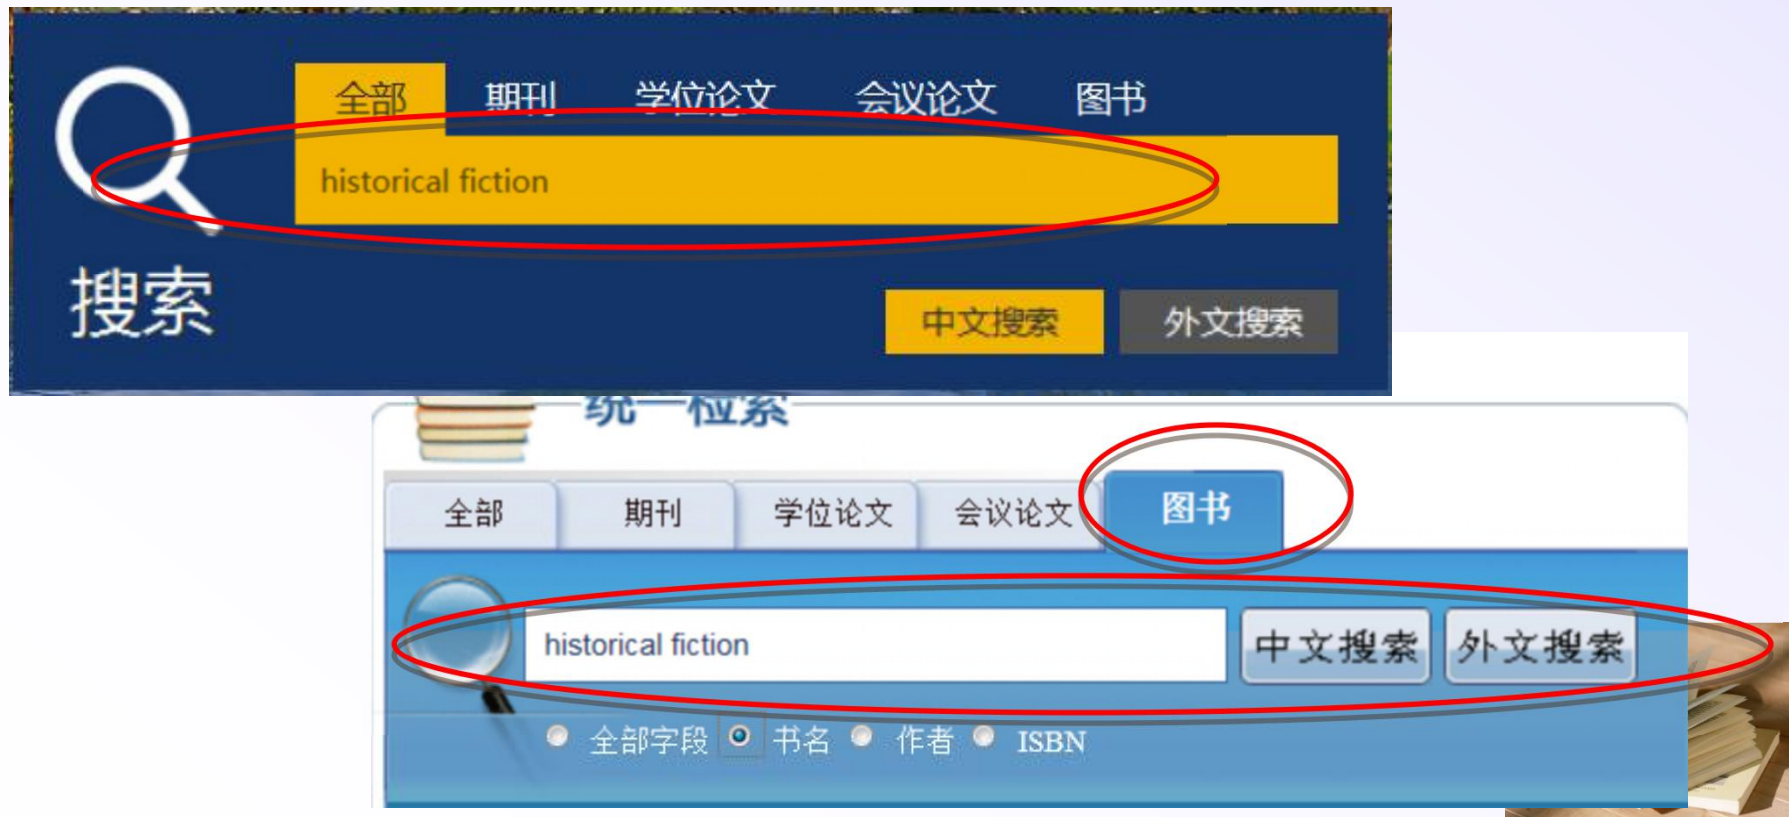 全部 期刊 学位论文 会议论文 图书
historical fiction
搜索
中文搜索 外文搜索
统一检索
全部 期刊 学位论文 会议论文 图书
historical fiction 中文搜索 外文搜索
全部字段 书名 作者 ISBN